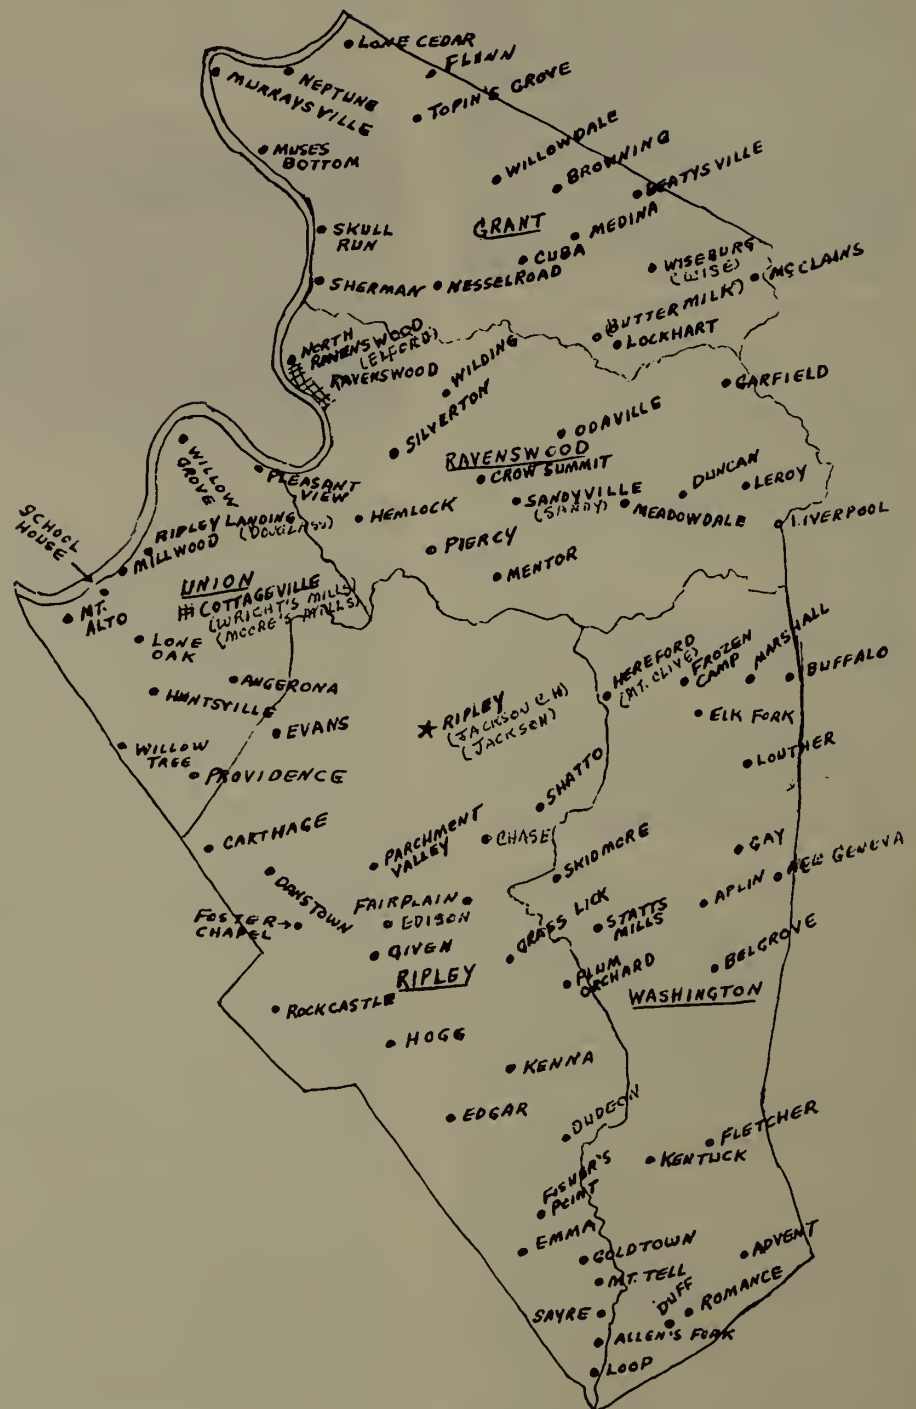 LONE CEDAR
FLINN
NEPTUNE
MURRAYSVILLE
TOPIN'S GROVE
MUSES
BOTTOM
WILLOWDALE
BROWNING
BEATYSVILLE
SKULL
RUN
GRANT
MEDINA
CUBA
WISEBURG
(WISE)
McCLAINS
SHERMAN
NESSELROAD
(BUTTERMILK)
LOCKHART
NORTH
RAVENSWOOD
(ELFORD)
RAVENSWOOD
WILDING
SILVERTON
GARFIELD
ODAVILLE
RAVENSWOOD
CROW SUMMIT
WILLOW
GROVE
PLEASANT
VIEW
HEMLOCK
SANDYVILLE
(SANDY)
MEADOWDALE
DUNCAN
LEROY
LIVERPOOL
SCHOOL
HOUSE
RIPLEY LANDING
(DOUGLASS)
MILLWOOD
PIERCY
MENTOR
UNION
COTTAGEVILLE
(WRIGHT'S MILLS)
(MOORE'S MILLS)
MT.
ALTO
LONE
OAK
ANGERONA
HUNTSVILLE
EVANS
RIPLEY
(JACKSON C.H)
(JACKSON)
HEREFORD
(MT. CLIVE)
FROZEN
CAMP
MARSHALL
BUFFALO
ELK FORK
WILLOW
TREE
PROVIDENCE
LOUTHER
SHATTO
CARTHAGE
PARCHMENT
VALLEY
CHASE
SKIDMORE
GAY
NEW GENEVA
APLIN
DANSTOWN
FAIRPLAIN
EDISON
FOSTER
CHAPEL
GIVEN
GRASS LICK
STATTS
MILLS
RIPLEY
PLUM
ORCHARD
BELGROVE
WASHINGTON
ROCKCASTLE
HOGG
KENNA
EDGAR
DUDEON
FLETCHER
KENTUCK
FISHER'S
POINT
EMMA
GOLDTOWN
ADVENT
MT. TELL
SAYRE
DUFF
ROMANCE
ALLEN'S FORK
LOOP